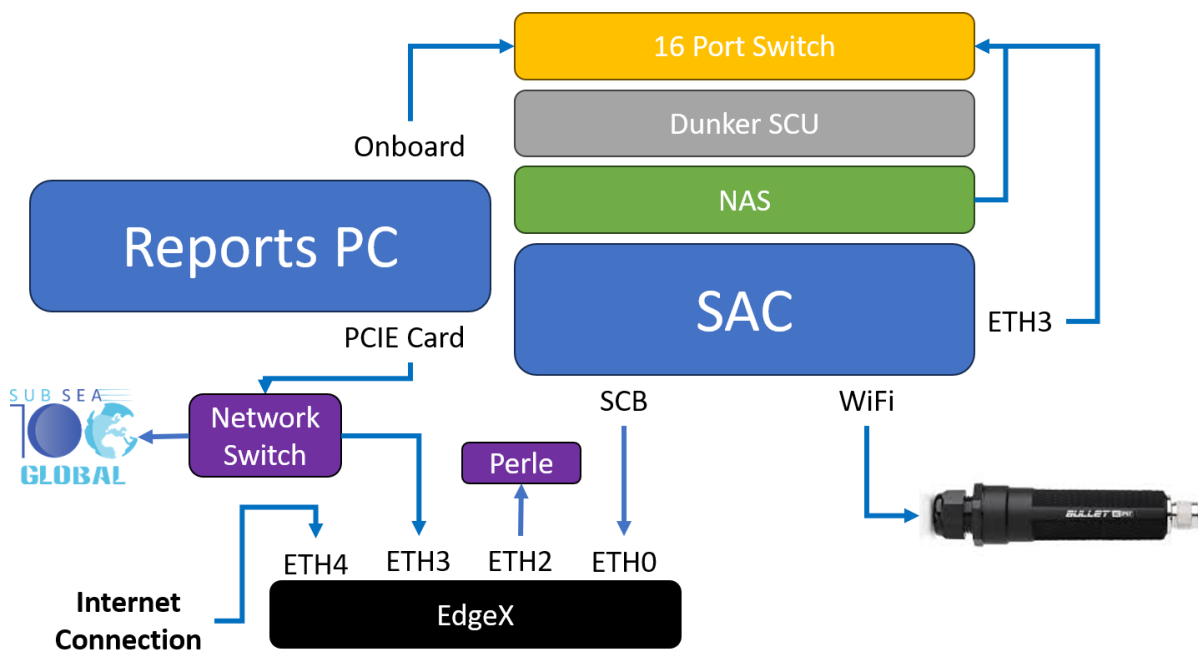 16 Port Switch
Dunker SCU
Onboard
NAS
Reports PC
SAC
ETH3
PCIE Card
SCB
WiFi
SUB SEA
100
GLOBAL
Network
Switch
Perle
BULLET
ETH4
ETH3
ETH2
ETH0
Internet
Connection
EdgeX